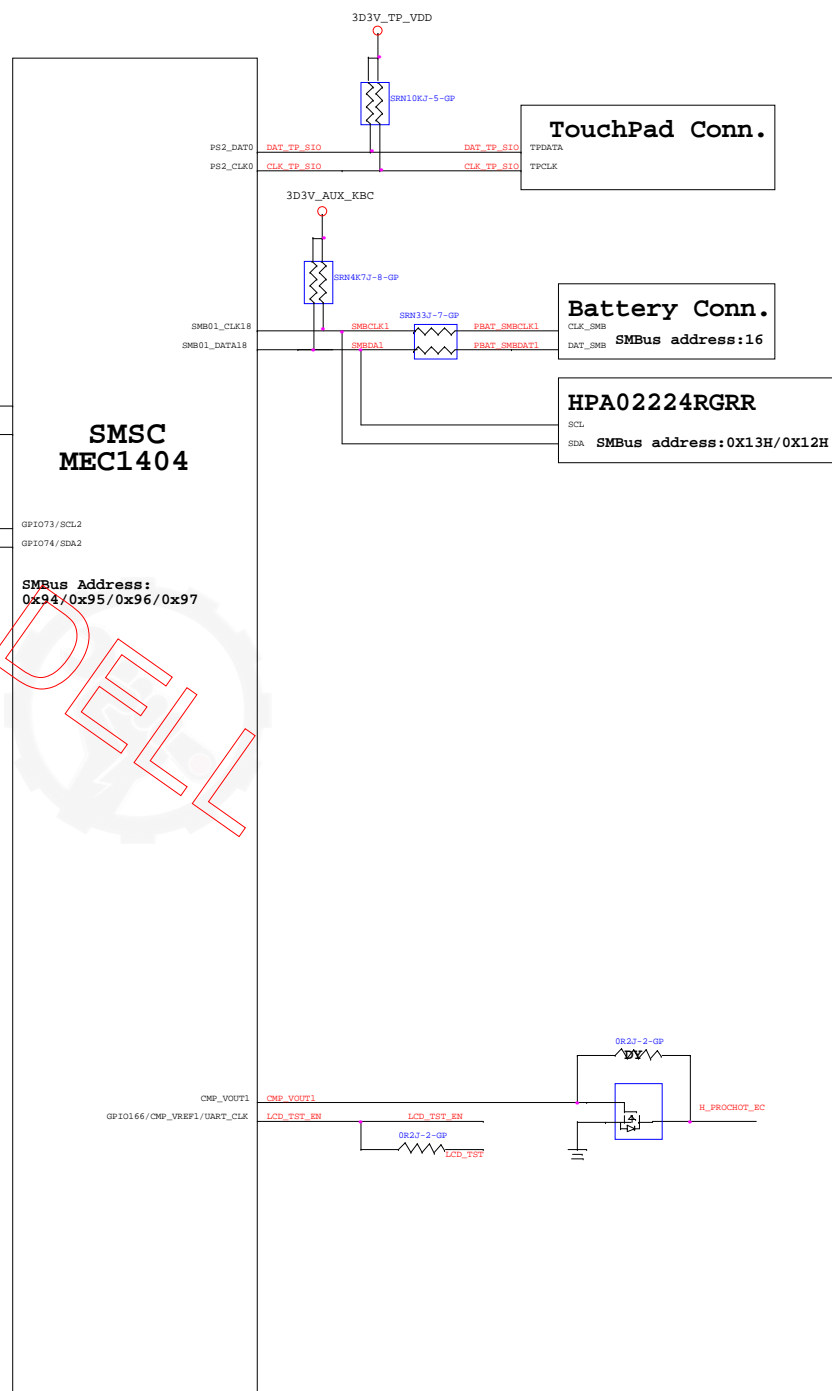 3D3V_TP_VDD
SRN10KJ-5-GP
TouchPad Conn.
PS2_DAT0 DAT_TP_SIO DAT_TP_SIO TPDATA
PS2_CLK0 CLK_TP_SIO CLK_TP_SIO TPCLK
3D3V_AUX_KBC
SRN4K7J-8-GP
SRN33J-7-GP
Battery Conn.
SMB01_CLK18 SMBCLK1 PBAT_SMBCLK1 CLK_SMB
SMB01_DATA18 SMBDA1 PBAT_SMBDAT1 DAT_SMB SMBus address:16
HPA02224RGRR
SCL
SDA SMBus address:0X13H/0X12H
SMSC
MEC1404
GPIO73/SCL2
GPIO74/SDA2
SMBus Address:
0x94/0x95/0x96/0x97
DELL
0R2J-2-GP
DY
CMP_VOUT1 CMP_VOUT1
H_PROCHOT_EC
GPIO166/CMP_VREF1/UART_CLK LCD_TST_EN LCD_TST_EN
0R2J-2-GP
LCD_TST